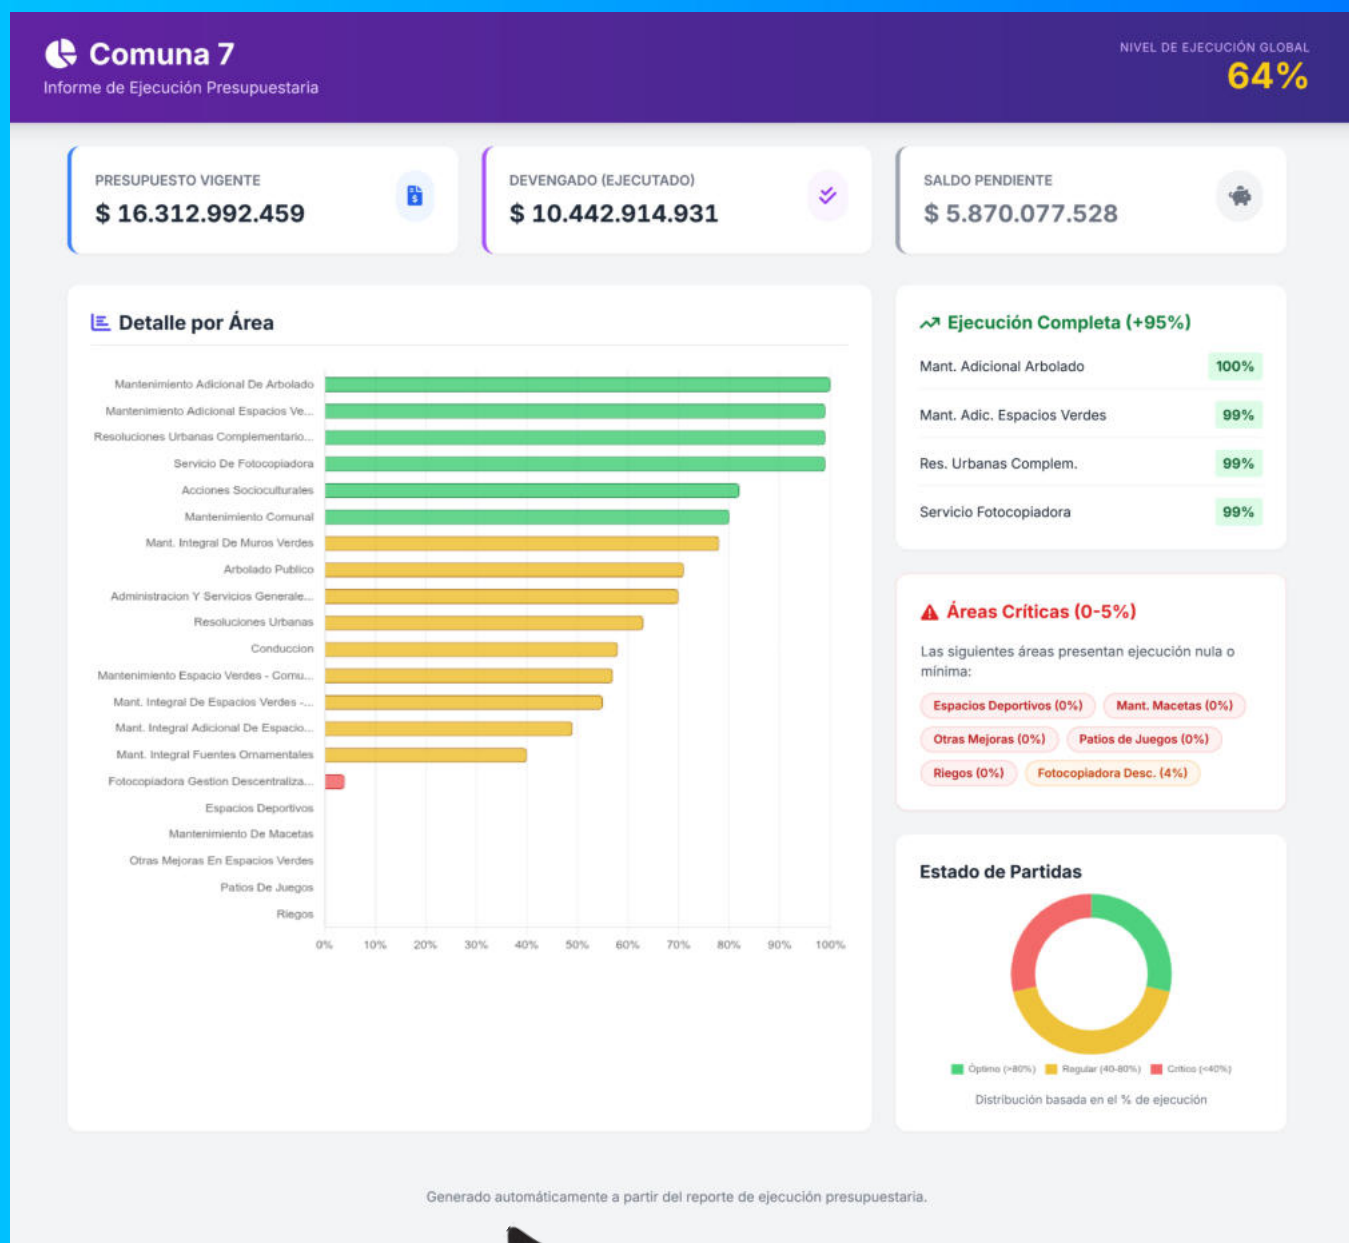 Comuna 7
Informe de Ejecución Presupuestaria
NIVEL DE EJECUCIÓN GLOBAL
64%
PRESUPUESTO VIGENTE
$ 16.312.992.459
DEVENGADO (EJECUTADO)
$ 10.442.914.931
SALDO PENDIENTE
$ 5.870.077.528
Detalle por Área
Mantenimiento Adicional De Arbolado
Mantenimiento Adicional Espacios Ve...
Resoluciones Urbanas Complementario...
Servicio De Fotocopiadora
Acciones Socioculturales
Mantenimiento Comunal
Mant. Integral De Muros Verdes
Arbolado Publico
Administracion Y Servicios Generale...
Resoluciones Urbanas
Conduccion
Mantenimiento Espacio Verdes - Comu...
Mant. Integral De Espacios Verdes -...
Mant. Integral Adicional De Espacio...
Mant. Integral Fuentes Ornamentales
Fotocopiadora Gestion Descentraliza...
Espacios Deportivos
Mantenimiento De Macetas
Otras Mejoras En Espacios Verdes
Patios De Juegos
Riegos
0% 10% 20% 30% 40% 50% 60% 70% 80% 90% 100%
Ejecución Completa (+95%)
Mant. Adicional Arbolado 100%
Mant. Adic. Espacios Verdes 99%
Res. Urbanas Complem. 99%
Servicio Fotocopiadora 99%
Áreas Críticas (0-5%)
Las siguientes áreas presentan ejecución nula o
mínima:
Espacios Deportivos (0%) Mant. Macetas (0%)
Otras Mejoras (0%) Patios de Juegos (0%)
Riegos (0%) Fotocopiadora Desc. (4%)
Estado de Partidas
Óptimo (>80%) Regular (40-80%) Crítico (<40%)
Distribución basada en el % de ejecución
Generado automáticamente a partir del reporte de ejecución presupuestaria.